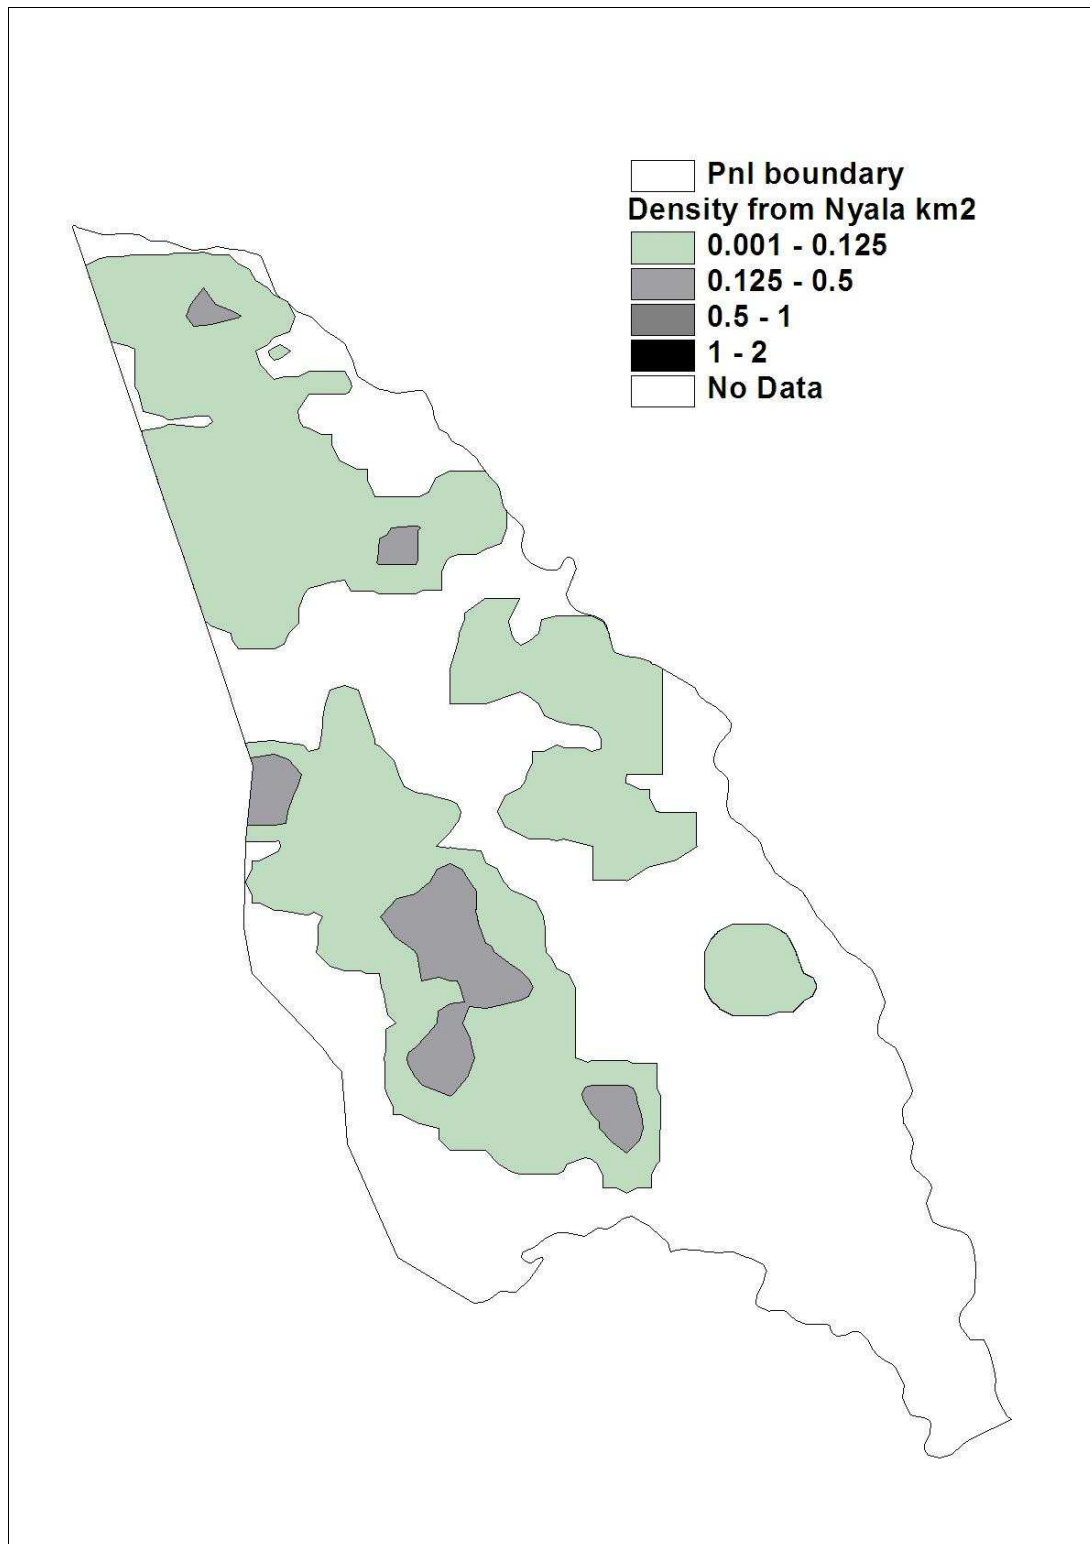 Pnl boundary
Density from Nyala km2
0.001 - 0.125
0.125 - 0.5
0.5 - 1
1 - 2
No Data